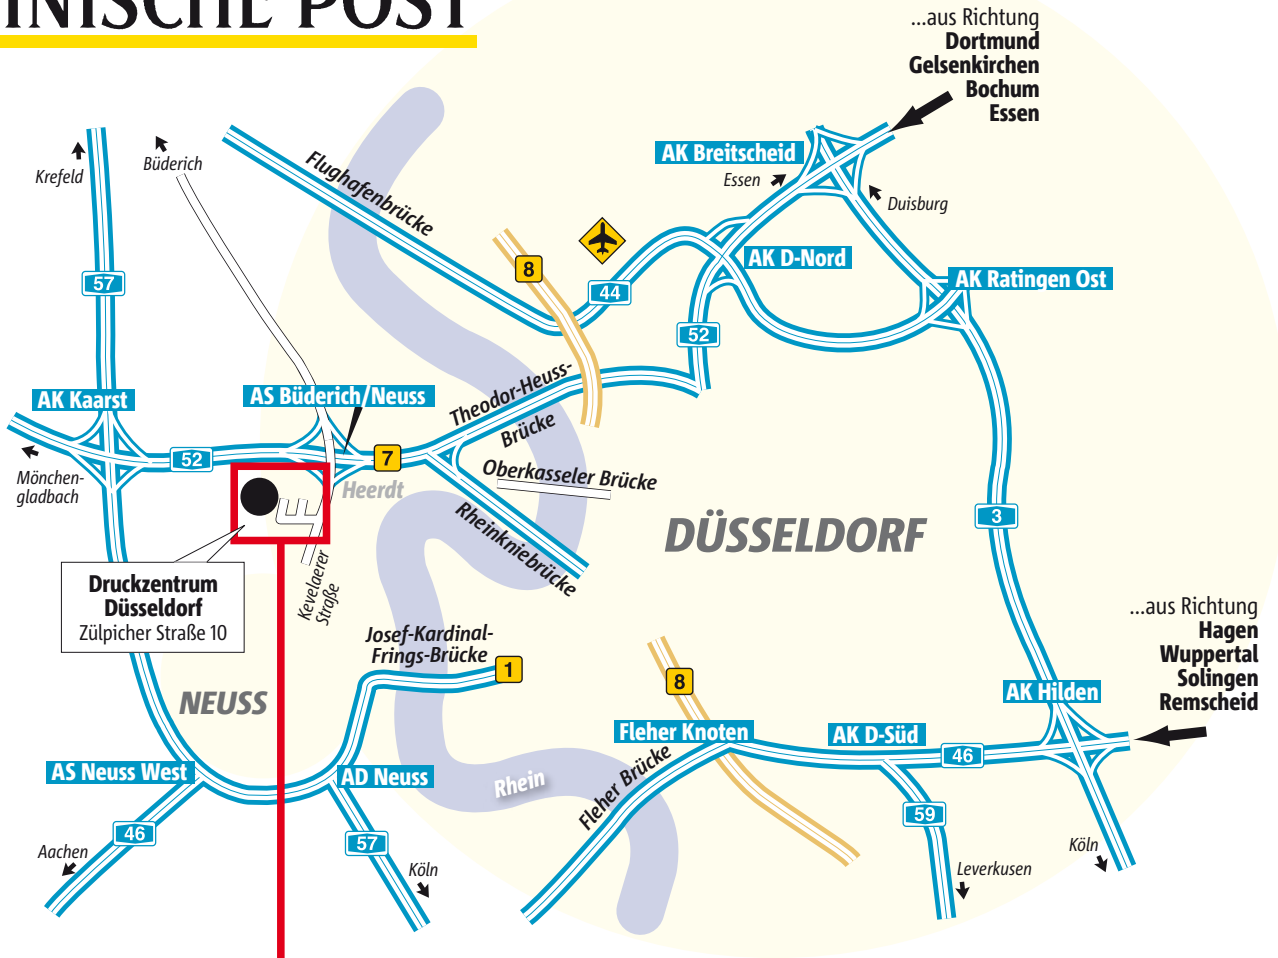 INISCHE POST
...aus Richtung
Dortmund
Gelsenkirchen
Bochum
Essen
Krefeld
Büderich
Flughafenbrücke
AK Breitscheid
Essen
Duisburg
8
44
AK D-Nord
AK Ratingen Ost
57
52
AK Kaarst
AS Büderich/Neuss
Theodor-Heuss-
Brücke
52
7
Mönchen-
gladbach
Heerdt
Oberkasseler Brücke
Rheinkniebrücke
DÜSSELDORF
3
Druckzentrum
Düsseldorf
Zülpicher Straße 10
Kevelaerer
Straße
Josef-Kardinal-
Frings-Brücke
1
...aus Richtung
Hagen
Wuppertal
Solingen
Remscheid
NEUSS
8
AK Hilden
Fleher Knoten
AK D-Süd
46
AS Neuss West
AD Neuss
Rhein
Fleher Brücke
46
57
59
Aachen
Köln
Leverkusen
Köln